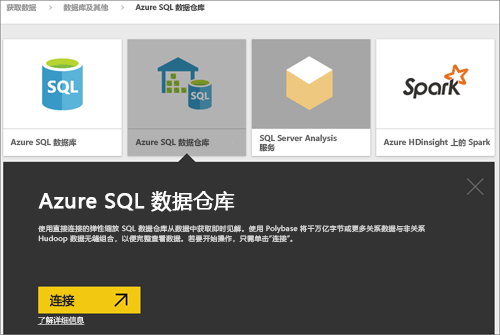 获取数据 > 数据库及其他 > Azure SQL 数据仓库
SQL
SQL
Spark
Azure SQL 数据库
Azure SQL 数据仓库
SQL Server Analysis
服务
Azure HDInsight 上的 Spark
Azure SQL 数据仓库
使用直接连接的弹性缩放 SQL 数据仓库从数据中获取即时见解。使用 Polybase 将千万亿字节或更多关系数据与非关系
Hudoop 数据无缝组合，以便完整查看数据。若要开始操作，只需单击“连接”。
连接
了解详细信息